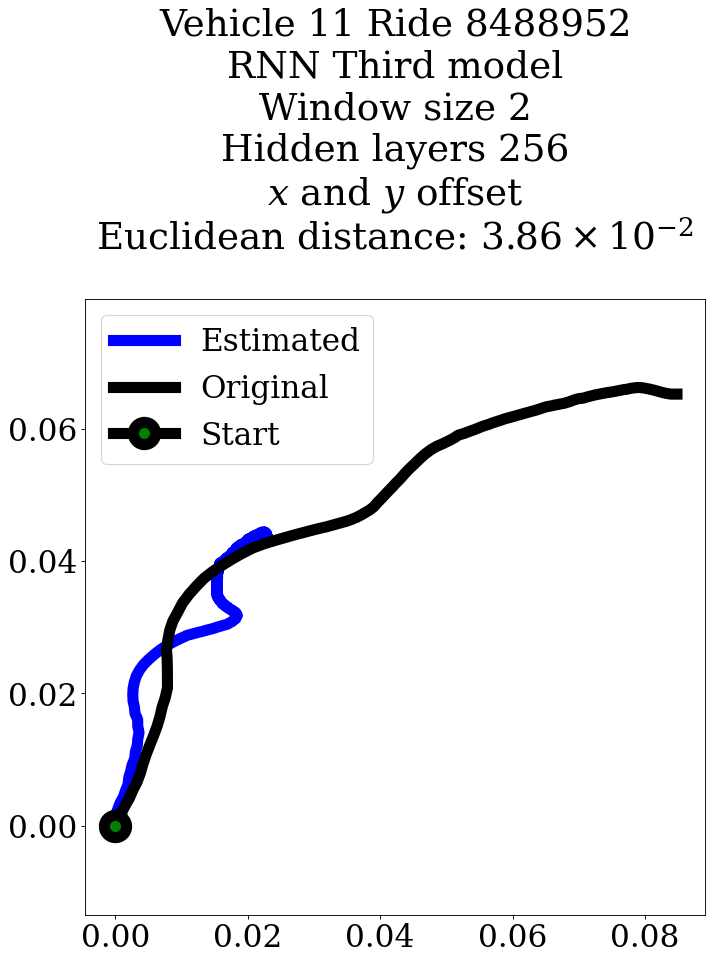 Vehicle 11 Ride 8488952
RNN Third model
Window size 2
Hidden layers 256
x and y offset
Euclidean distance: 3.86 × 10⁻²
Estimated
Original
Start
0.06
0.04
0.02
0.00
0.00 0.02 0.04 0.06 0.08